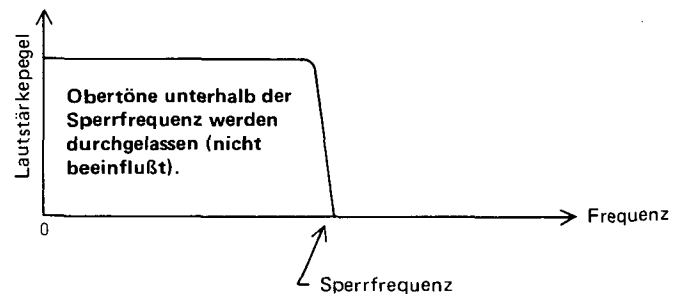 Lautstärkepegel
Obertöne unterhalb der
Sperrfrequenz werden
durchgelassen (nicht
beeinflußt).
Frequenz
0
Sperrfrequenz